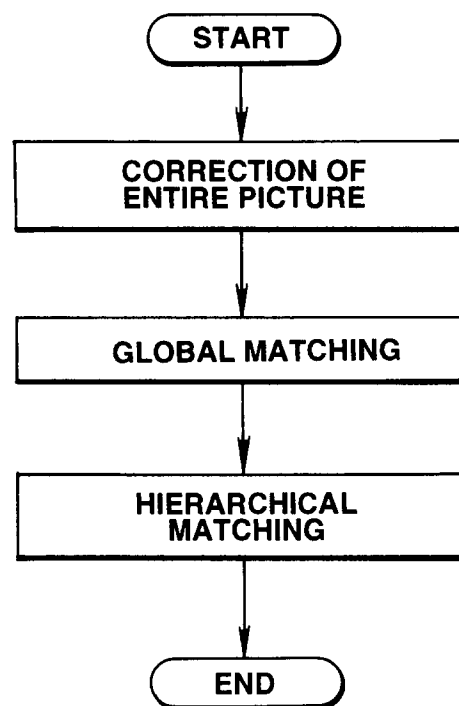 START
CORRECTION OF
ENTIRE PICTURE
GLOBAL MATCHING
HIERARCHICAL
MATCHING
END